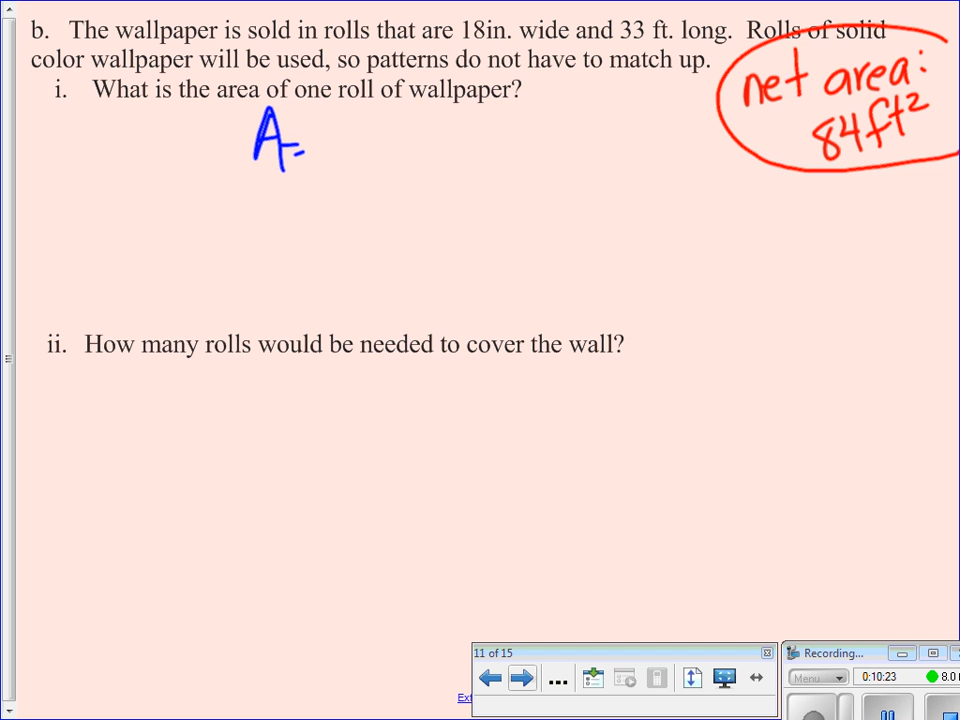 b. The wallpaper is sold in rolls that are 18in. wide and 33 ft. long. Rolls of solid
color wallpaper will be used, so patterns do not have to match up.
net area:
84ft²
i. What is the area of one roll of wallpaper?
A=
ii. How many rolls would be needed to cover the wall?
11 of 15
Recording...
Menu
0:10:23
8.0
Ext